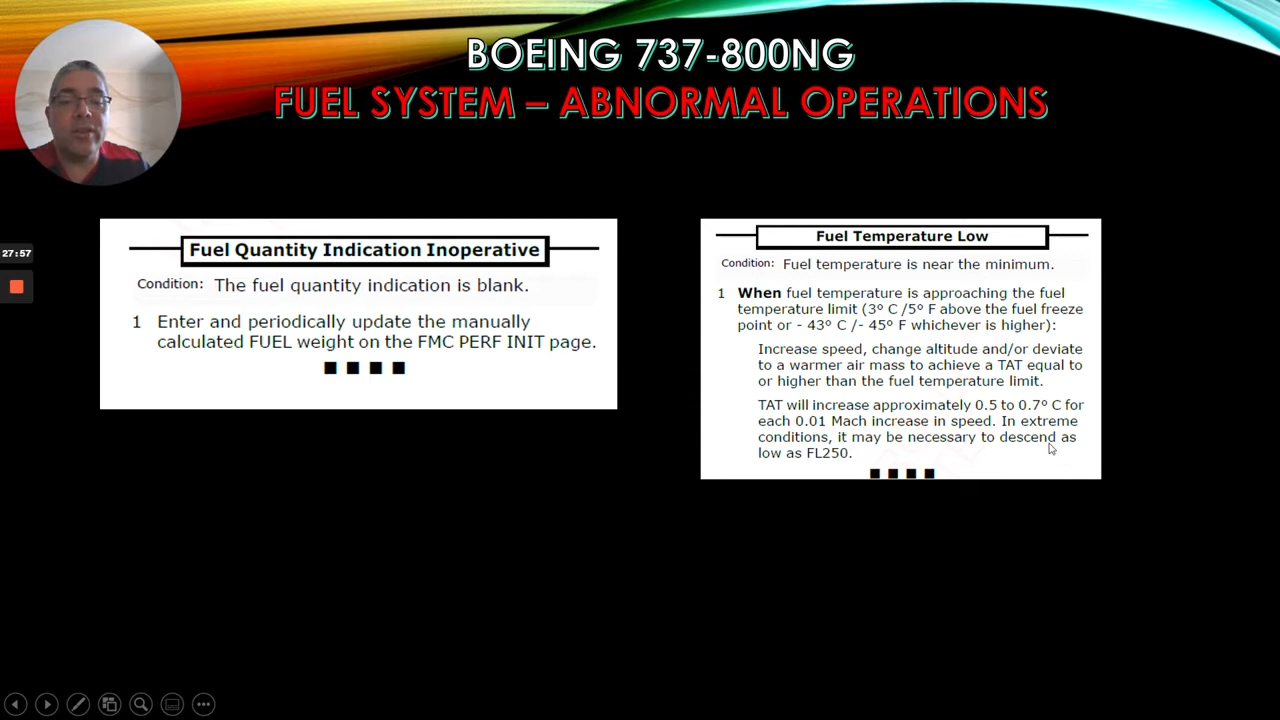 BOEING 737-800NG
FUEL SYSTEM – ABNORMAL OPERATIONS
27:57
Fuel Quantity Indication Inoperative
Condition: The fuel quantity indication is blank.
1 Enter and periodically update the manually
calculated FUEL weight on the FMC PERF INIT page.
Fuel Temperature Low
Condition: Fuel temperature is near the minimum.
1 When fuel temperature is approaching the fuel
temperature limit (3º C /5º F above the fuel freeze
point or - 43º C /- 45º F whichever is higher):
Increase speed, change altitude and/or deviate
to a warmer air mass to achieve a TAT equal to
or higher than the fuel temperature limit.
TAT will increase approximately 0.5 to 0.7º C for
each 0.01 Mach increase in speed. In extreme
conditions, it may be necessary to descend as
low as FL250.